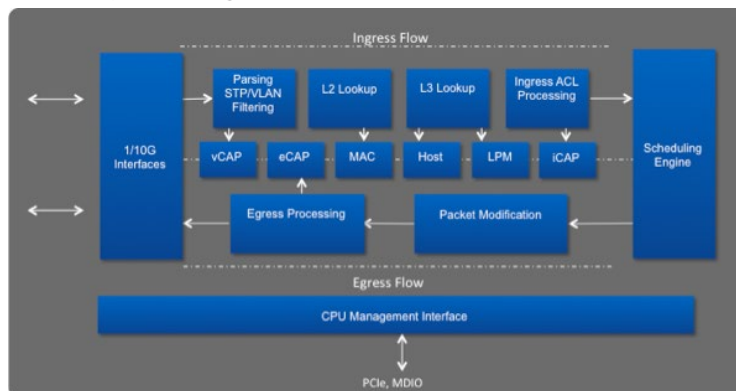 Ingress Flow
Parsing
STP/VLAN
Filtering
L2 Lookup
L3 Lookup
Ingress ACL
Processing
1/10G
Interfaces
vCAP
eCAP
MAC
Host
LPM
iCAP
Scheduling
Engine
Egress Processing
Packet Modification
Egress Flow
CPU Management Interface
PCIe, MDIO